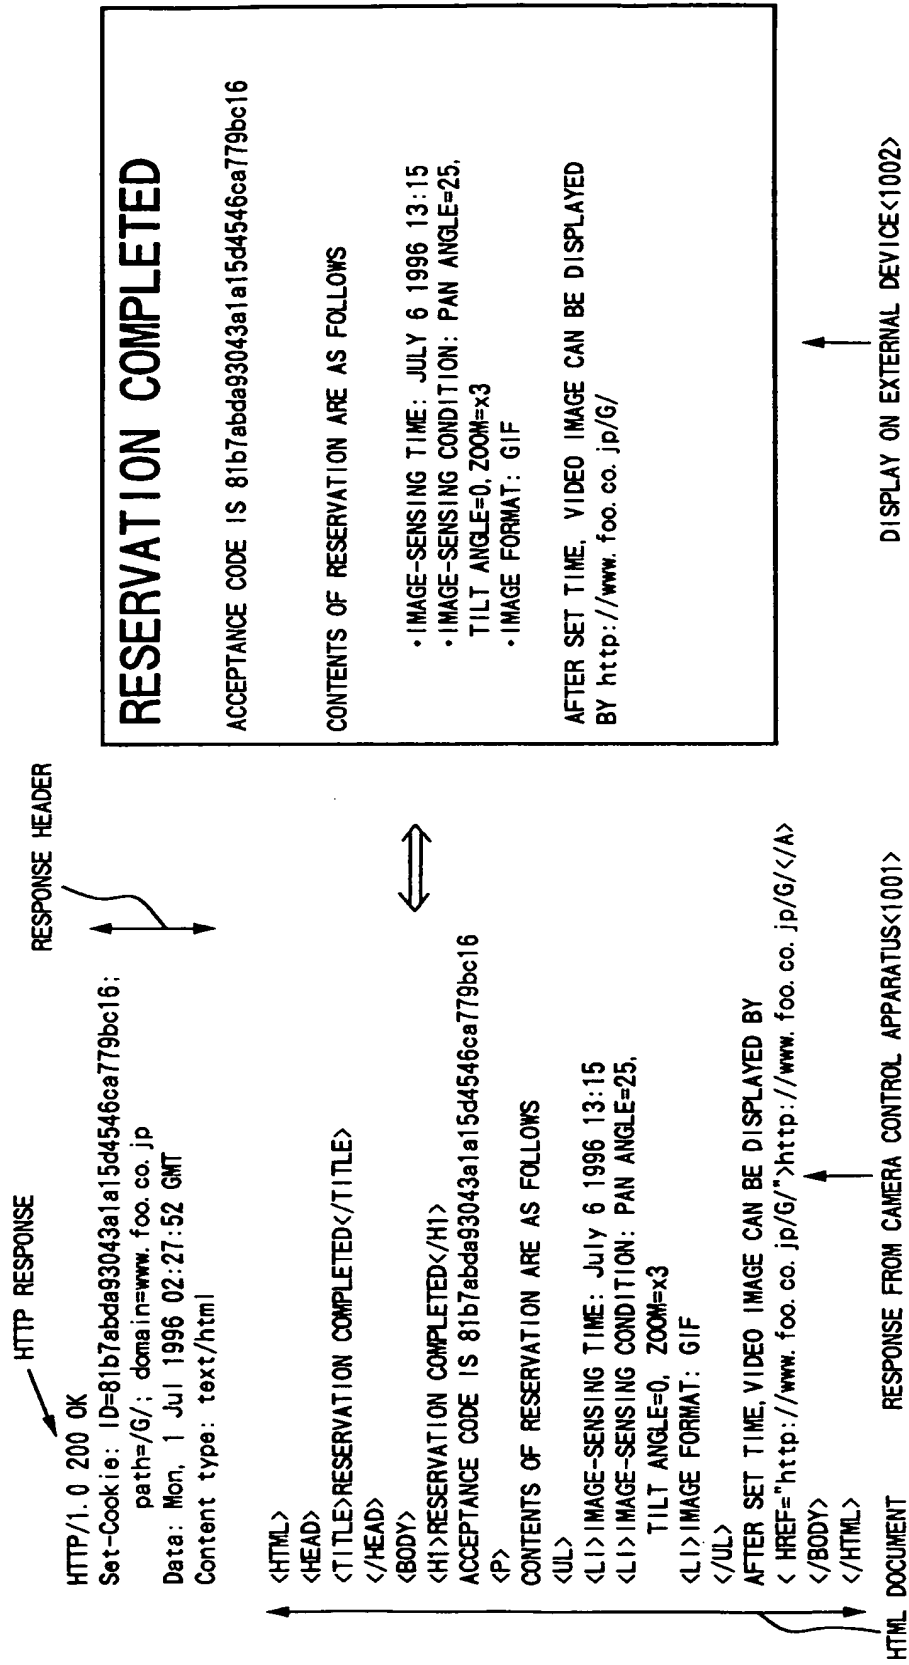 HTTP RESPONSE
RESPONSE HEADER
HTTP/1.0 200 OK
Set-Cookie: ID=81b7abda93043a1a15d4546ca779bc16;
path=/G/; domain=www.foo.co.jp
Data: Mon, 1 Jul 1996 02:27:52 GMT
Content type: text/html
<HTML>
<HEAD>
<TITLE>RESERVATION COMPLETED</TITLE>
</HEAD>
<BODY>
<H1>RESERVATION COMPLETED</H1>
ACCEPTANCE CODE IS 81b7abda93043a1a15d4546ca779bc16
<P>
CONTENTS OF RESERVATION ARE AS FOLLOWS
<UL>
<LI>IMAGE-SENSING TIME: July 6 1996 13:15
<LI>IMAGE-SENSING CONDITION: PAN ANGLE=25,
TILT ANGLE=0, ZOOM=x3
<LI>IMAGE FORMAT: GIF
</UL>
AFTER SET TIME,VIDEO IMAGE CAN BE DISPLAYED BY
< HREF="http://www.foo.co.jp/G/">http://www.foo.co.jp/G/</A>
</BODY>
</HTML>
HTML DOCUMENT
RESPONSE FROM CAMERA CONTROL APPARATUS<1001>
RESERVATION COMPLETED
ACCEPTANCE CODE IS 81b7abda93043a1a15d4546ca779bc16
CONTENTS OF RESERVATION ARE AS FOLLOWS
・IMAGE-SENSING TIME: JULY 6 1996 13:15
・IMAGE-SENSING CONDITION: PAN ANGLE=25,
TILT ANGLE=0,ZOOM=x3
・IMAGE FORMAT: GIF
AFTER SET TIME, VIDEO IMAGE CAN BE DISPLAYED
BY http://www.foo.co.jp/G/
DISPLAY ON EXTERNAL DEVICE<1002>